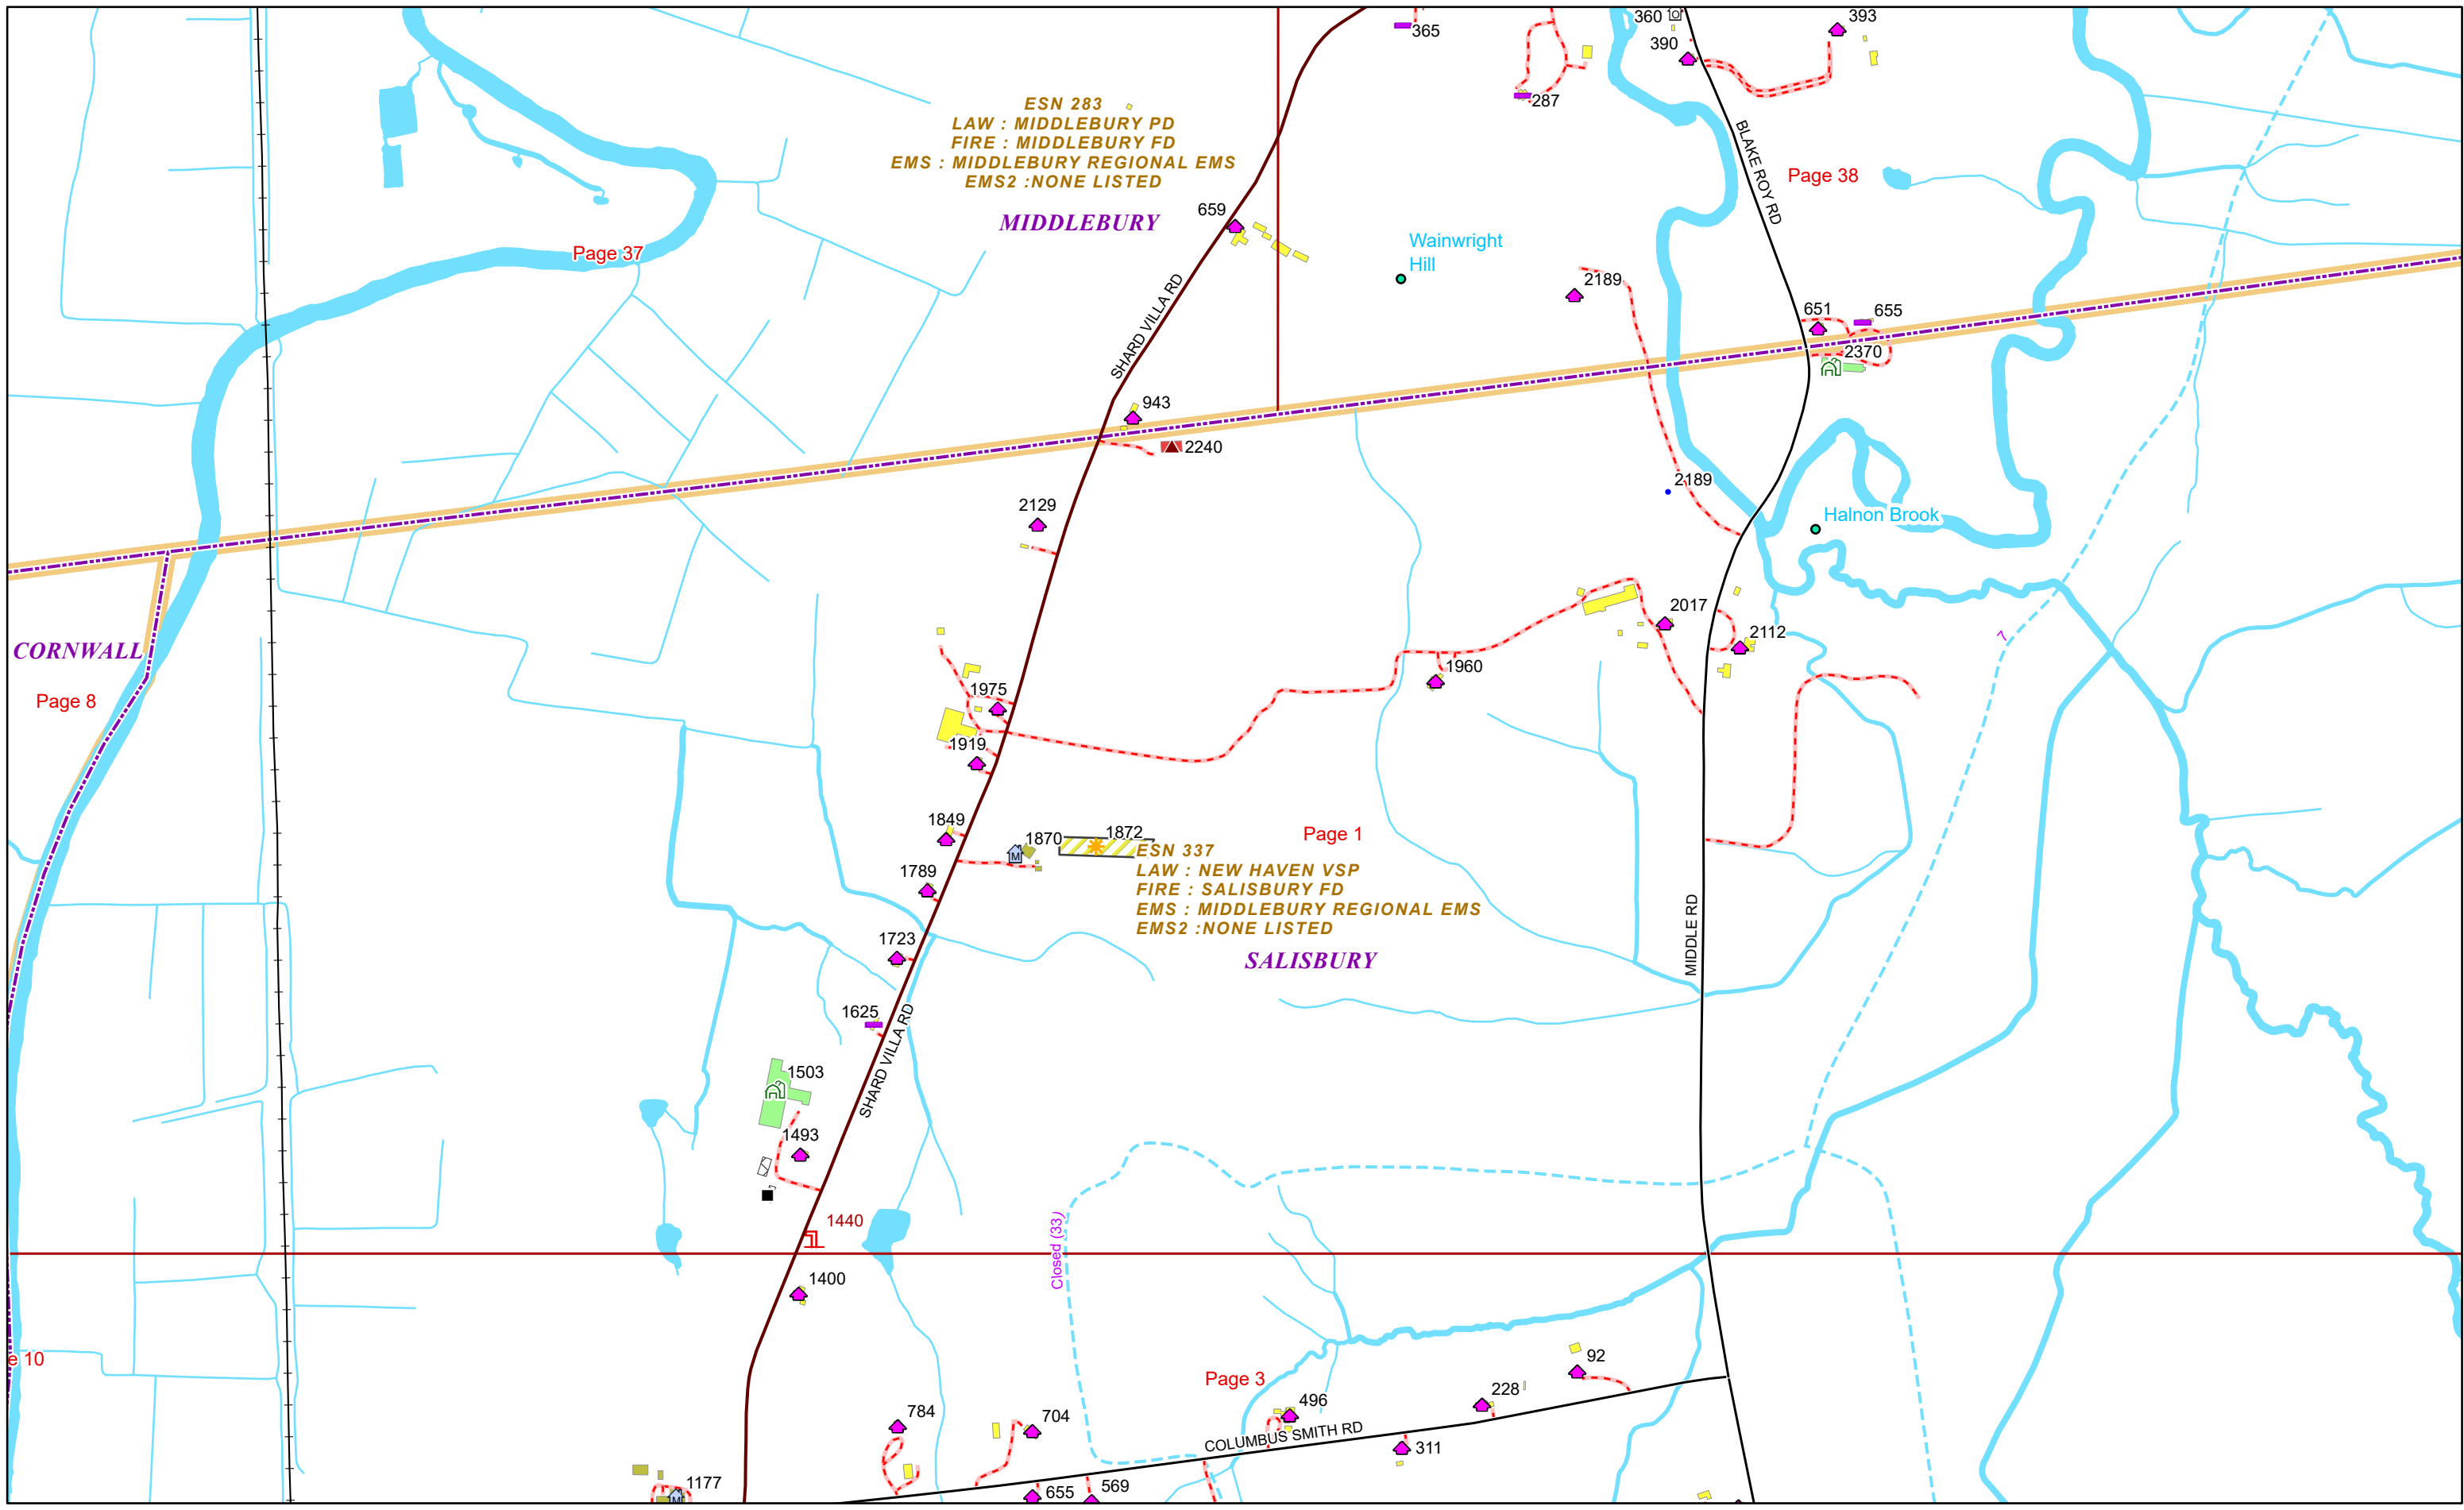 360
393
365
390
287
ESN 283
LAW : MIDDLEBURY PD
FIRE : MIDDLEBURY FD
EMS : MIDDLEBURY REGIONAL EMS
EMS2 :NONE LISTED
BLAKE ROY RD
Page 38
MIDDLEBURY
659
Page 37
Wainwright
Hill
2189
SHARD VILLA RD
651
655
2370
943
2240
2189
2129
Halnon Brook
2017
2112
7
CORNWALL
1960
1975
Page 8
1919
1849
1870
1872
Page 1
ESN 337
LAW : NEW HAVEN VSP
FIRE : SALISBURY FD
EMS : MIDDLEBURY REGIONAL EMS
EMS2 :NONE LISTED
1789
M
MIDDLE RD
1723
SALISBURY
1625
SHARD VILLA RD
1503
1493
1440
Closed (33)
1400
e 10
92
Page 3
228
496
784
704
COLUMBUS SMITH RD
311
1177
M
655
569